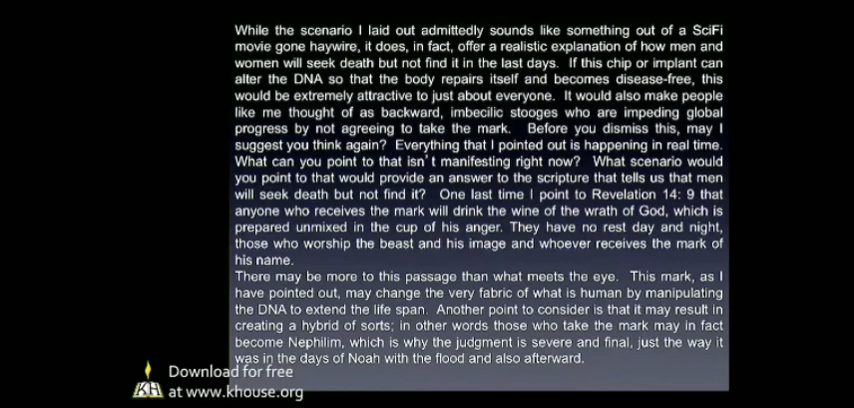 While the scenario I laid out admittedly sounds like something out of a SciFi
movie gone haywire, it does, in fact, offer a realistic explanation of how men and
women will seek death but not find it in the last days.  If this chip or implant can
alter the DNA so that the body repairs itself and becomes disease-free, this
would be extremely attractive to just about everyone.  It would also make people
like me thought of as backward, imbecilic stooges who are impeding global
progress by not agreeing to take the mark.  Before you dismiss this, may I
suggest you think again?  Everything that I pointed out is happening in real time.
What can you point to that isn't manifesting right now?  What scenario would
you point to that would provide an answer to the scripture that tells us that men
will seek death but not find it?  One last time I point to Revelation 14: 9 that
anyone who receives the mark will drink the wine of the wrath of God, which is
prepared unmixed in the cup of his anger. They have no rest day and night,
those who worship the beast and his image and whoever receives the mark of
his name.
There may be more to this passage than what meets the eye.  This mark, as I
have pointed out, may change the very fabric of what is human by manipulating
the DNA to extend the life span.  Another point to consider is that it may result in
creating a hybrid of sorts; in other words those who take the mark may in fact
become Nephilim, which is why the judgment is severe and final, just the way it
was in the days of Noah with the flood and also afterward.
Download for free
KH at www.khouse.org